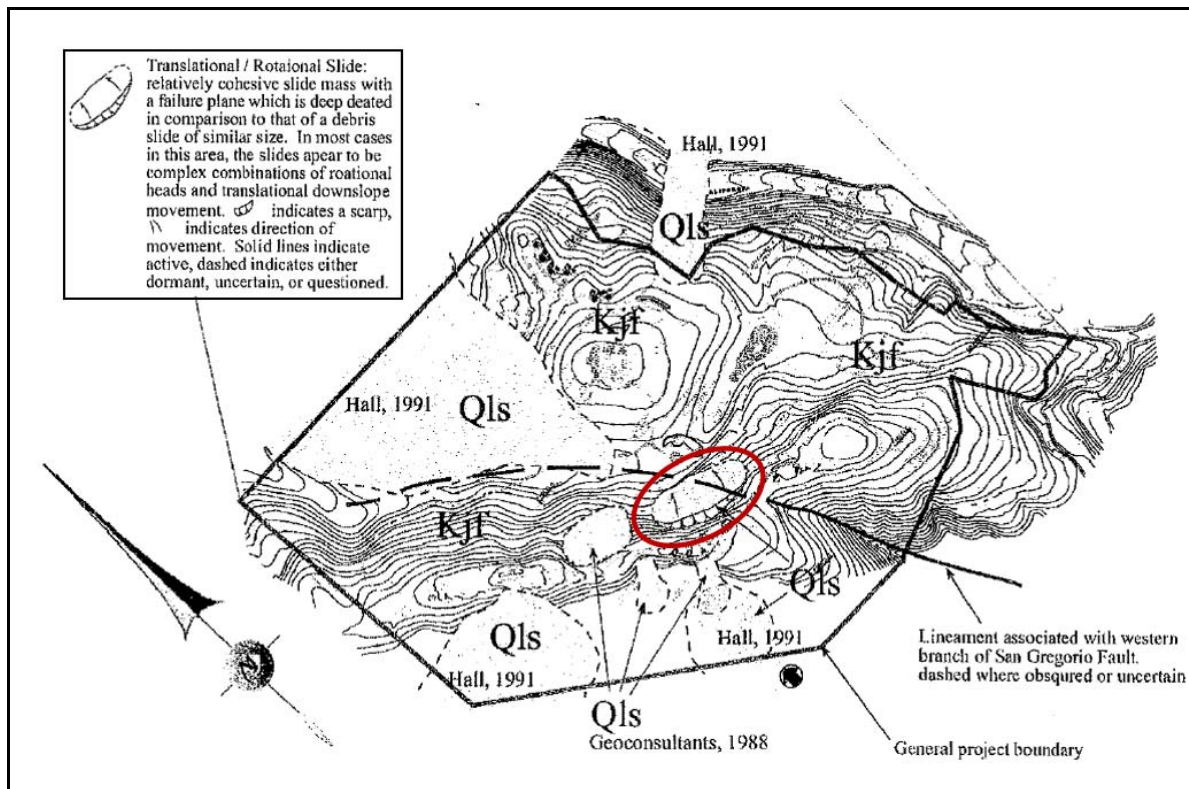 Translational / Rotaional Slide:
relatively cohesive slide mass with
a failure plane which is deep deated
in comparison to that of a debris
slide of similar size. In most cases
in this area, the slides apear to be
complex combinations of roational
heads and translational downslope
movement. indicates a scarp,
indicates direction of
movement. Solid lines indicate
active, dashed indicates either
dormant, uncertain, or questioned.
Hall, 1991
Qls
Kjf
Kjf
Hall, 1991
Qls
Kjf
Qls
Qls
Hall, 1991
Hall, 1991
Qls
Geoconsultants, 1988
Lineament associated with western
branch of San Gregorio Fault.
dashed where obsqured or uncertain
General project boundary